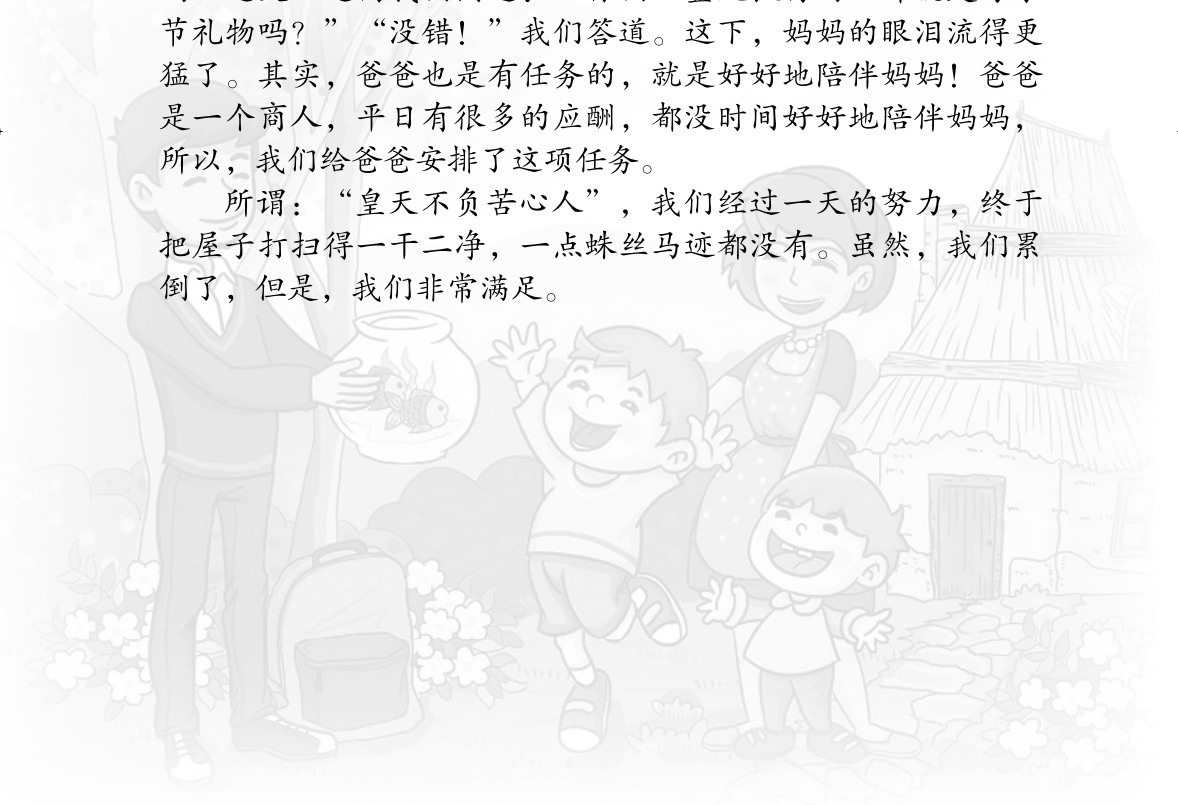 节礼物吗？”“没错！”我们答道。这下，妈妈的眼泪流得更
猛了。其实，爸爸也是有任务的，就是好好地陪伴妈妈！爸爸
是一个商人，平日有很多的应酬，都没时间好好地陪伴妈妈，
所以，我们给爸爸安排了这项任务。
所谓：“皇天不负苦心人”，我们经过一天的努力，终于
把屋子打扫得一干二净，一点蛛丝马迹都没有。虽然，我们累
倒了，但是，我们非常满足。